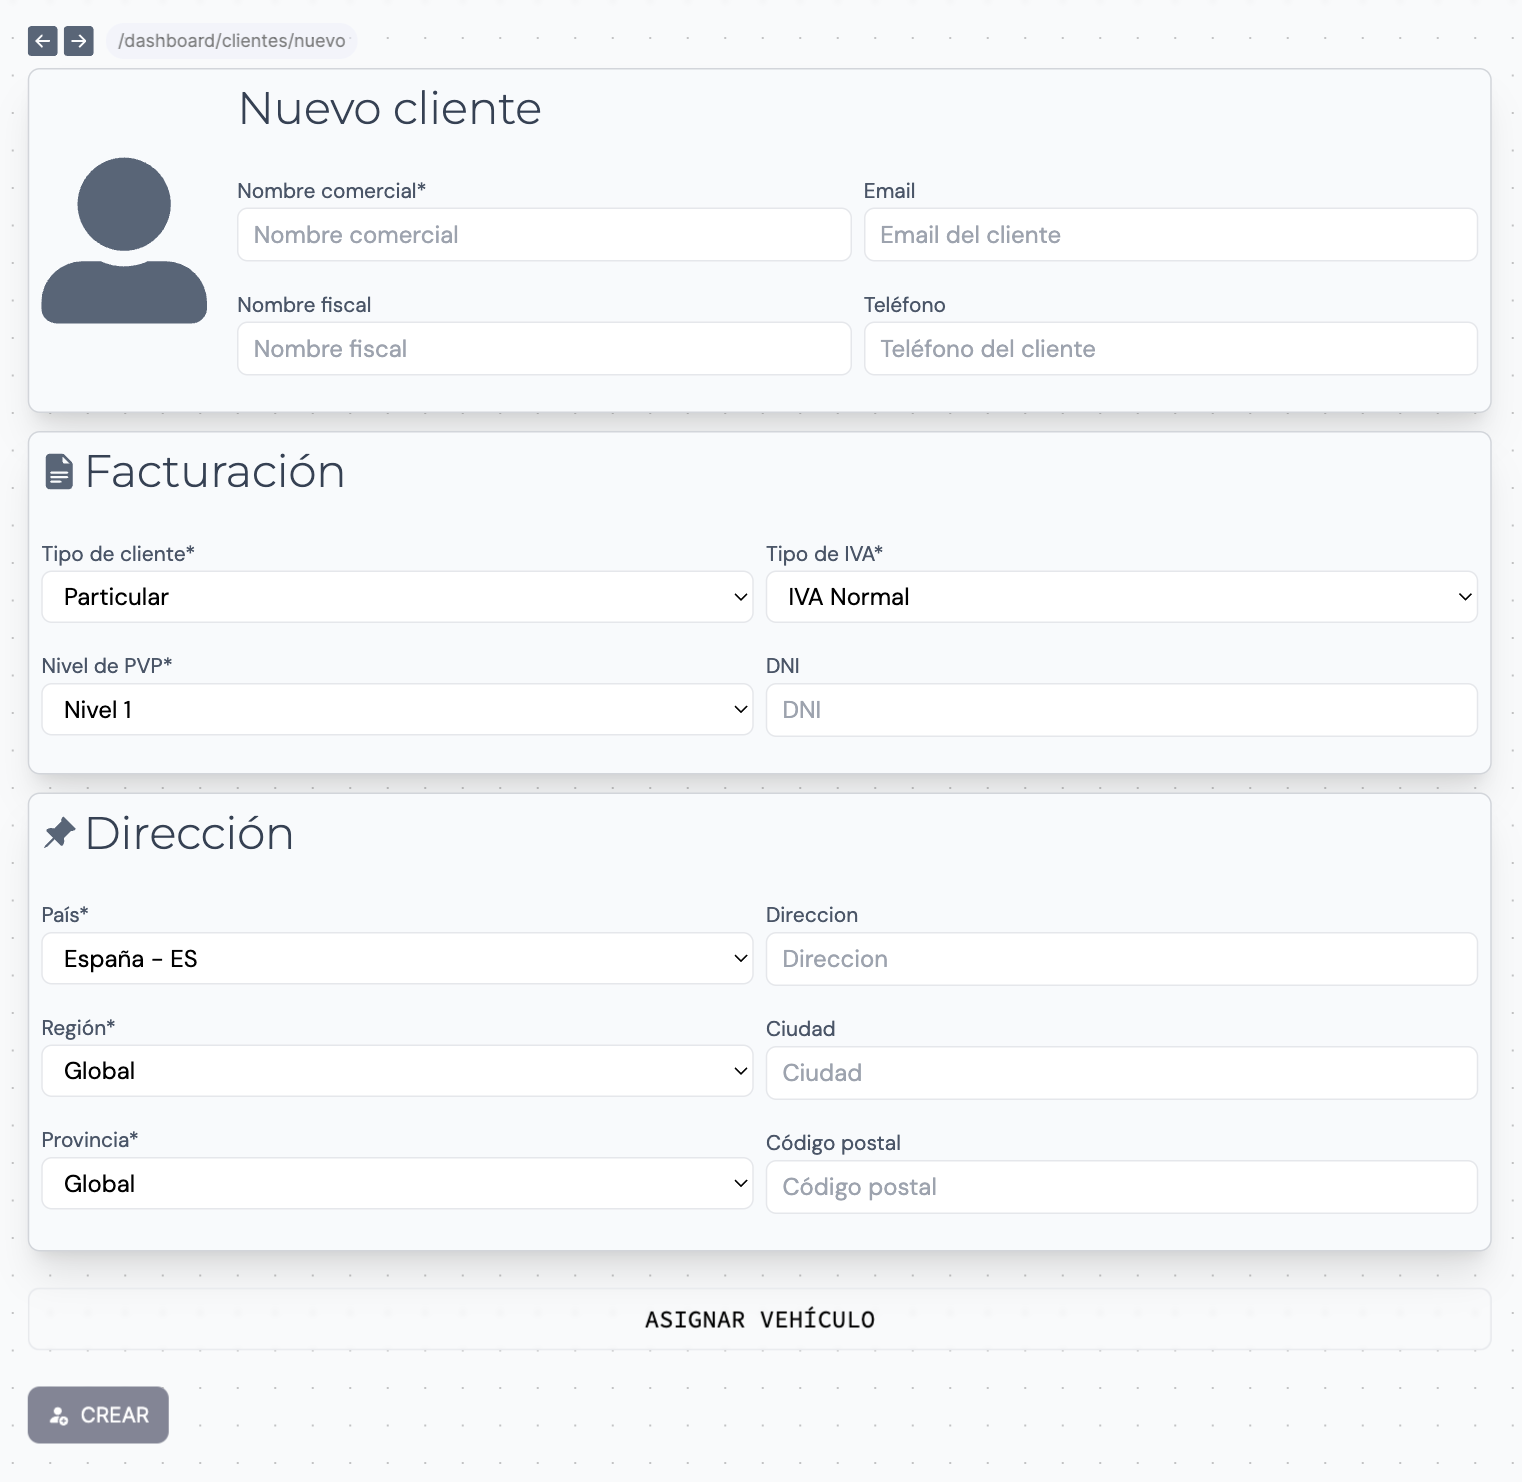 /dashboard/clientes/nuevo
Nuevo cliente
Nombre comercial*
Nombre comercial
Email
Email del cliente
Nombre fiscal
Nombre fiscal
Teléfono
Teléfono del cliente
Facturación
Tipo de cliente*
Particular
Tipo de IVA*
IVA Normal
Nivel de PVP*
Nivel 1
DNI
DNI
Dirección
País*
España - ES
Direccion
Direccion
Región*
Global
Ciudad
Ciudad
Provincia*
Global
Código postal
Código postal
ASIGNAR VEHÍCULO
CREAR